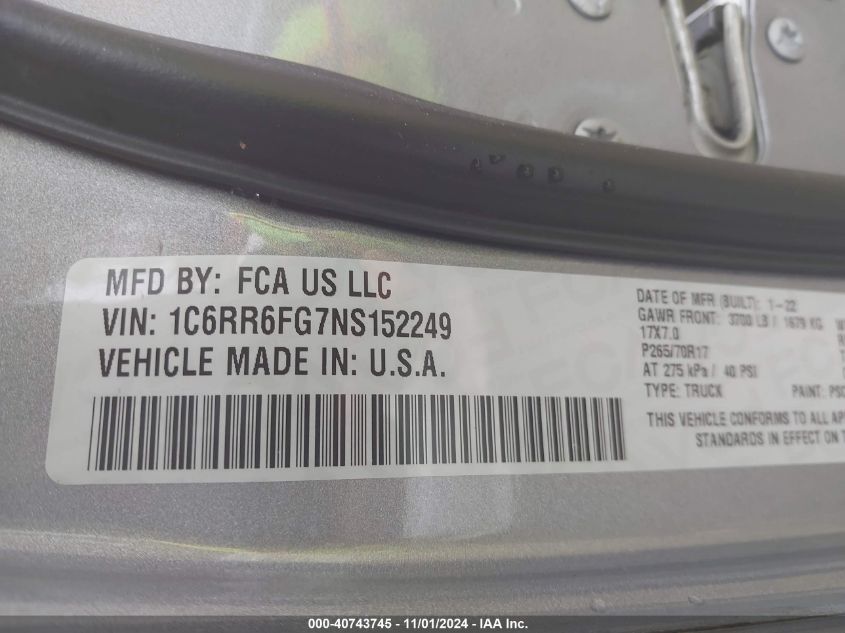 MFD BY: FCA US LLC
VIN: 1C6RR6FG7NS152249
VEHICLE MADE IN: U.S.A.
DATE OF MFR (BUILT): 1-22
GAWR FRONT: 3700 LB / 1679 KG
17X7.0
P265/70R17
AT 275 kPa / 40 PSI
TYPE: TRUCK PAINT: PSC
THIS VEHICLE CONFORMS TO ALL AP
STANDARDS IN EFFECT ON T
000-40743745 - 11/01/2024 - IAA Inc.